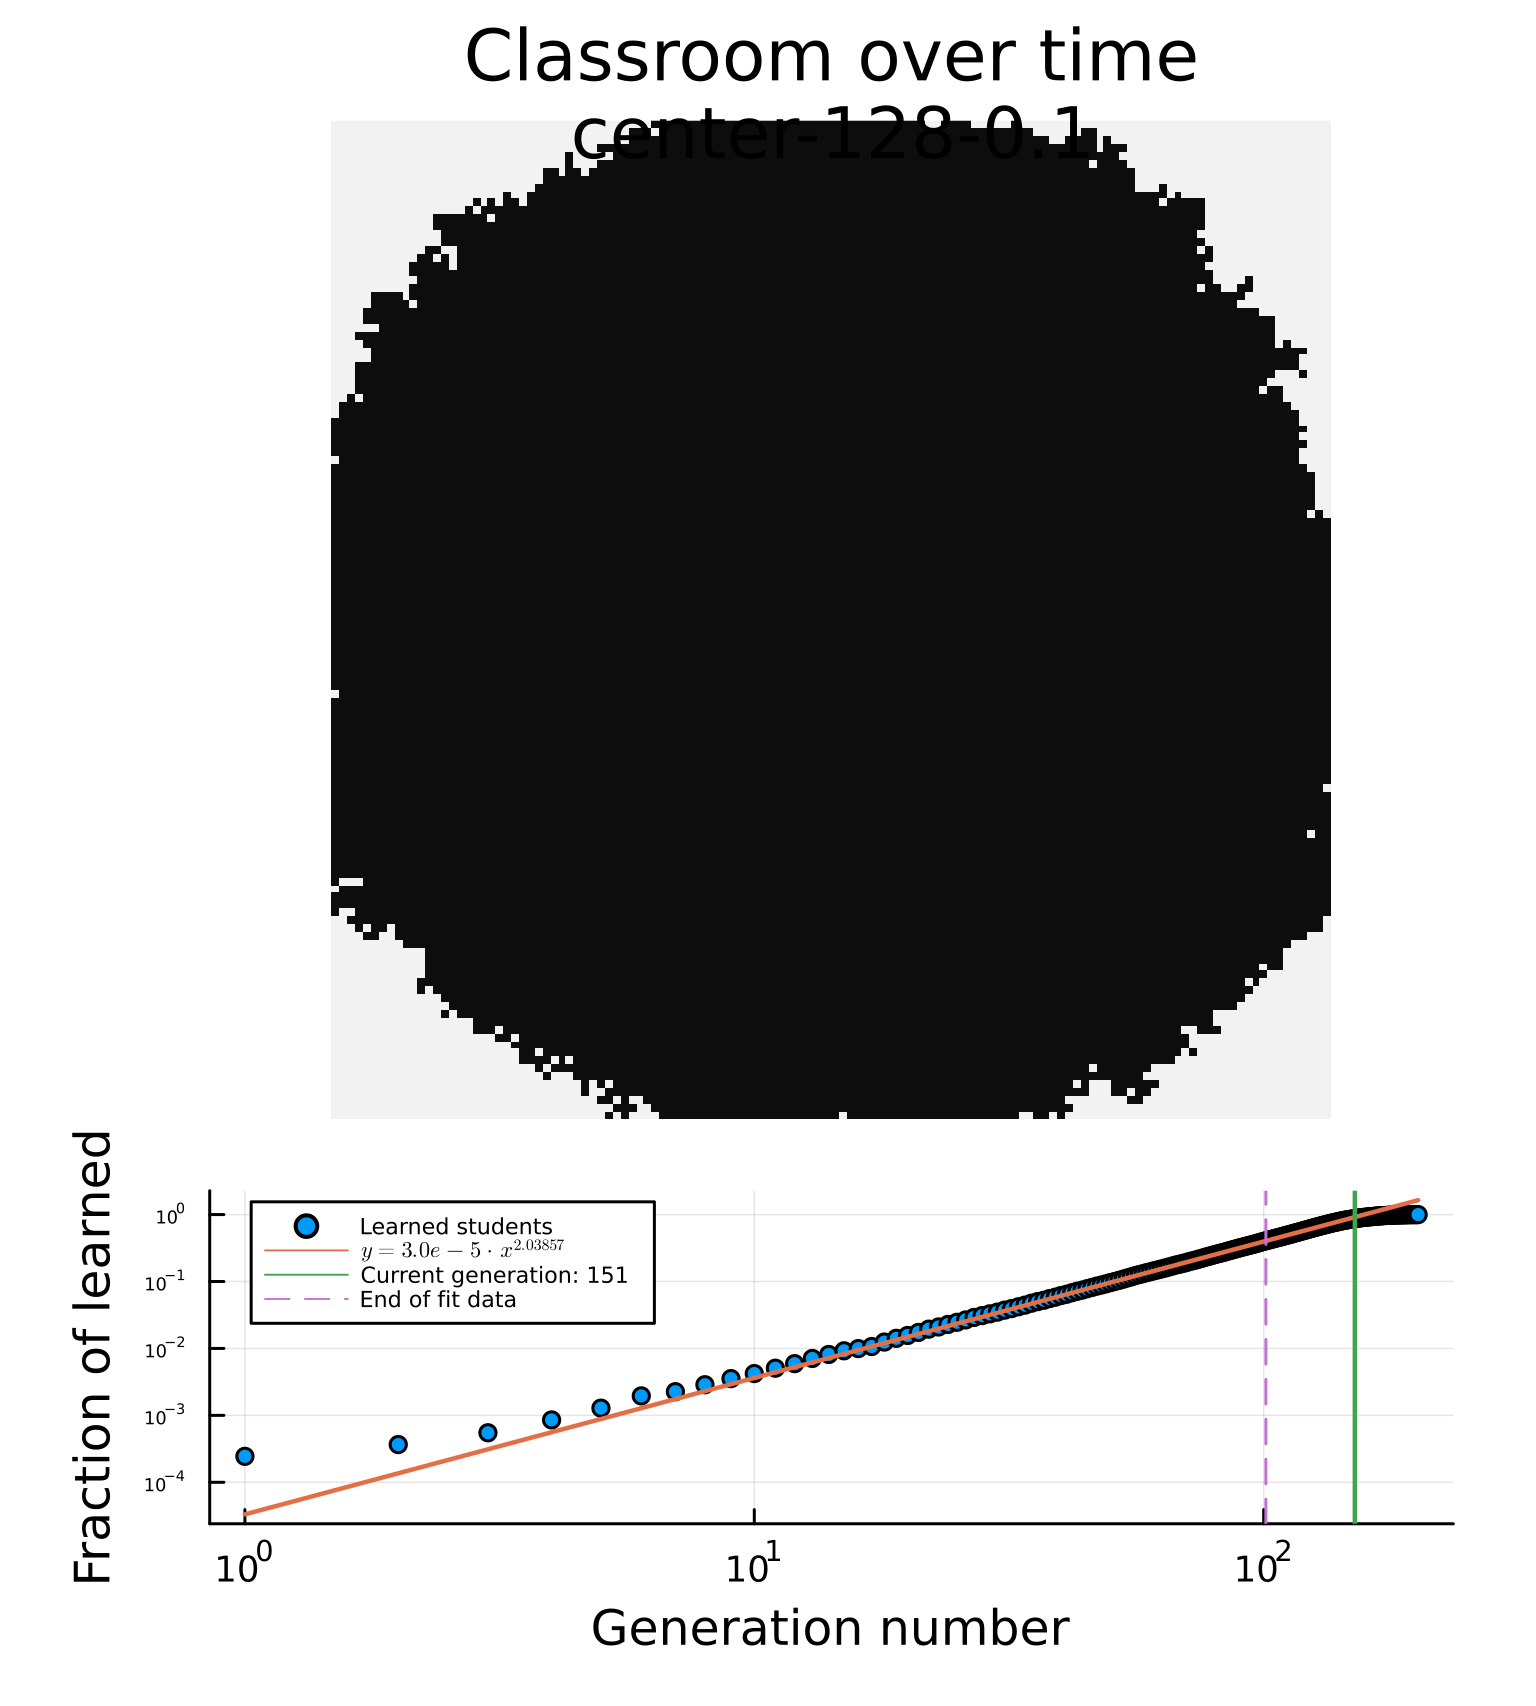 Classroom over time
center-128-0.1
Fraction of learned
10⁰
10⁻¹
10⁻²
10⁻³
10⁻⁴
Learned students
y = 3.0e − 5 · x^2.03857
Current generation: 151
End of fit data
10⁰ 10¹ 10²
Generation number